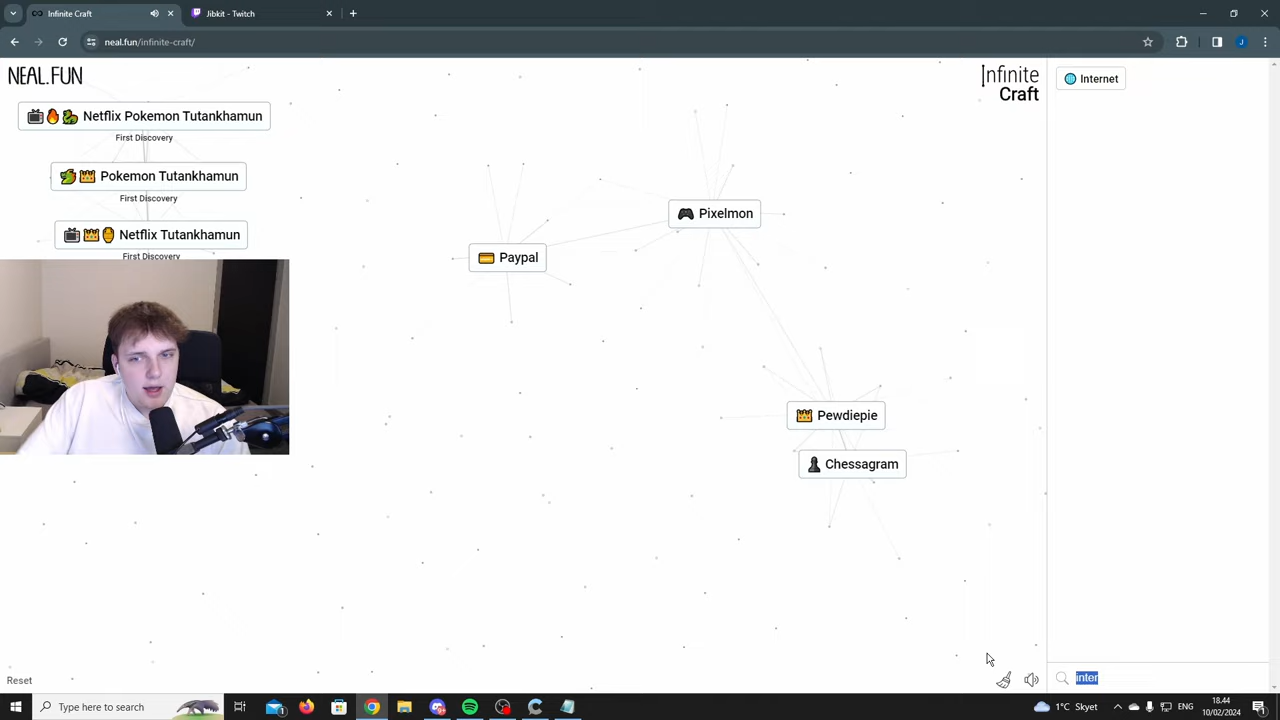 Infinite Craft
Jibkit - Twitch
neal.fun/infinite-craft/
J
NEAL.FUN
Infinite
Craft
Netflix Pokemon Tutankhamun
First Discovery
Pokemon Tutankhamun
First Discovery
Netflix Tutankhamun
First Discovery
Paypal
Pixelmon
Pewdiepie
Chessagram
Internet
Reset
inter
Type here to search
1
1°C Skyet
ENG
18.44
10/02/2024